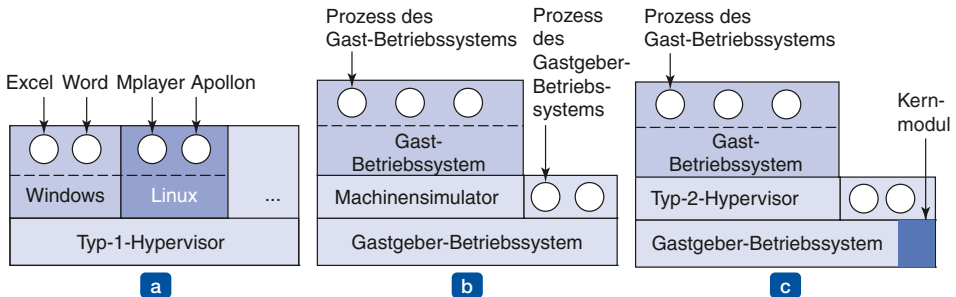 Excel Word Mplayer Apollon
Windows
Linux
...
Typ-1-Hypervisor
a
Prozess des
Gast-Betriebssystems
Prozess
des
Gastgeber-
Betriebs-
systems
Gast-
Betriebssystem
Machinensimulator
Gastgeber-Betriebssystem
b
Prozess des
Gast-Betriebssystems
Kern-
modul
Gast-
Betriebssystem
Typ-2-Hypervisor
Gastgeber-Betriebssystem
c